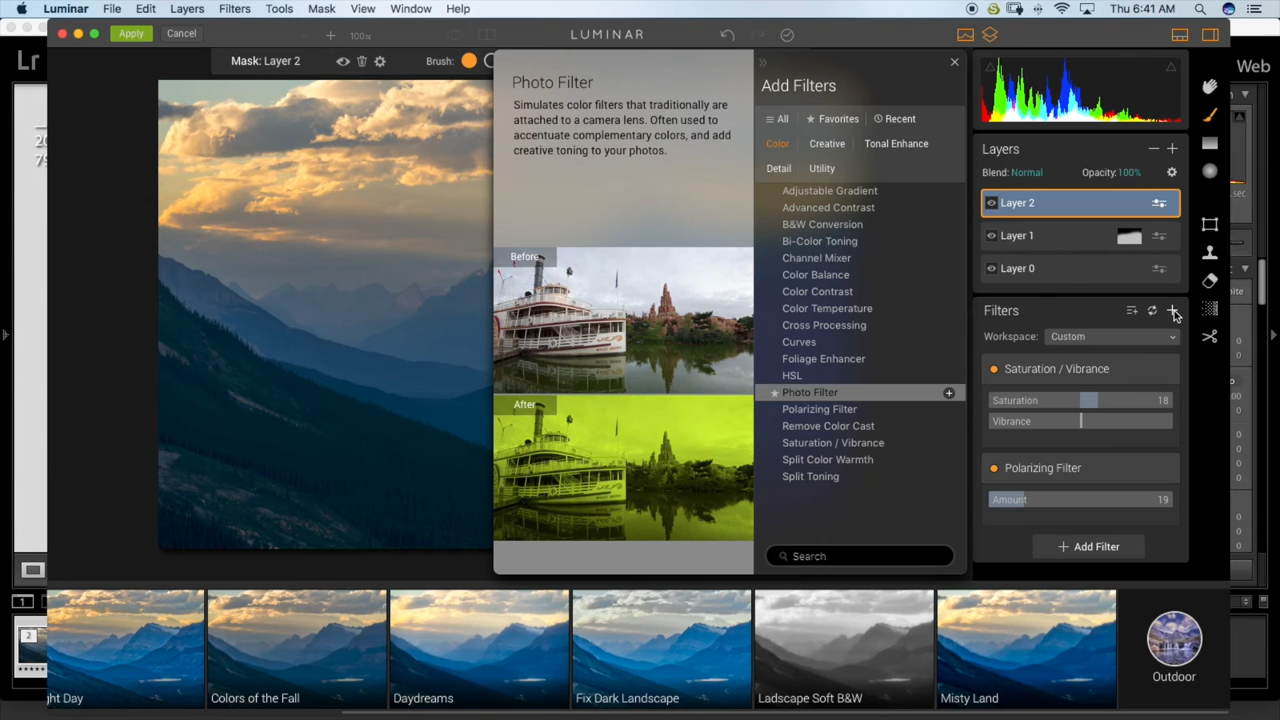 Luminar File Edit Layers Filters Tools Mask View Window Help
Thu 6:41 AM
Apply Cancel
100%
LUMINAR
Lr
Web
Mask: Layer 2
Brush:
Photo Filter
Simulates color filters that traditionally are
attached to a camera lens. Often used to
accentuate complementary colors, and add
creative toning to your photos.
Before
After
Add Filters
All Favorites Recent
Color Creative Tonal Enhance
Detail Utility
Adjustable Gradient
Advanced Contrast
B&W Conversion
Bi-Color Toning
Channel Mixer
Color Balance
Color Contrast
Color Temperature
Cross Processing
Curves
Foliage Enhancer
HSL
Photo Filter
Polarizing Filter
Remove Color Cast
Saturation / Vibrance
Split Color Warmth
Split Toning
Search
Layers
Blend: Normal Opacity: 100%
Layer 2
Layer 1
Layer 0
Filters
Workspace: Custom
Saturation / Vibrance
Saturation 18
Vibrance
Polarizing Filter
Amount 19
Add Filter
1
2
ght Day
Colors of the Fall
Daydreams
Fix Dark Landscape
Ladscape Soft B&W
Misty Land
Outdoor